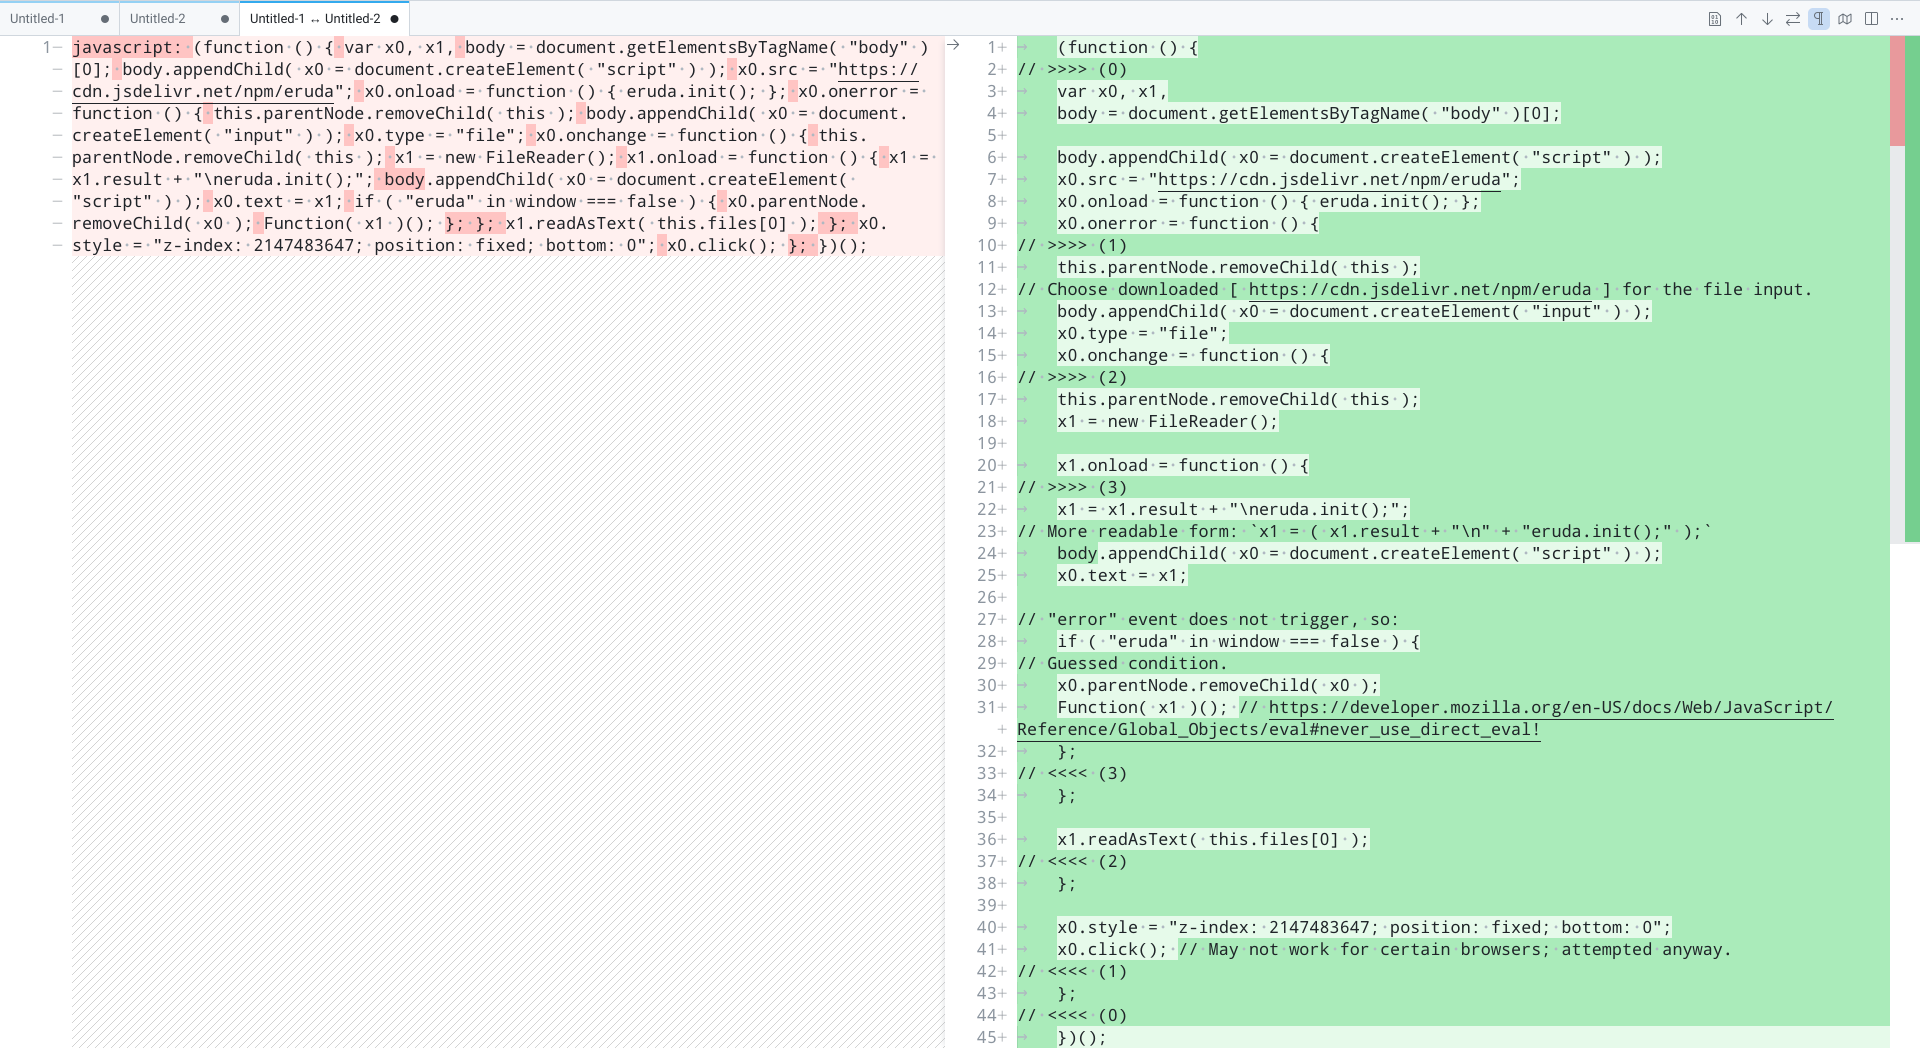 Untitled-1
Untitled-2
Untitled-1 ↔ Untitled-2
1 javascript: (function () { var x0, x1, body = document.getElementsByTagName( "body" )
[0]; body.appendChild( x0 = document.createElement( "script" ) ); x0.src = "https://
cdn.jsdelivr.net/npm/eruda"; x0.onload = function () { eruda.init(); }; x0.onerror =
function () { this.parentNode.removeChild( this ); body.appendChild( x0 = document.
createElement( "input" ) ); x0.type = "file"; x0.onchange = function () { this.
parentNode.removeChild( this ); x1 = new FileReader(); x1.onload = function () { x1 =
x1.result + "\neruda.init();"; body.appendChild( x0 = document.createElement(
"script" ) ); x0.text = x1; if ( "eruda" in window === false ) { x0.parentNode.
removeChild( x0 ); Function( x1 )(); }; }; x1.readAsText( this.files[0] ); }; x0.
style = "z-index: 2147483647; position: fixed; bottom: 0"; x0.click(); }; })();
1+ (function () {
2+ // >>>> (0)
3+ var x0, x1,
4+ body = document.getElementsByTagName( "body" )[0];
5+
6+ body.appendChild( x0 = document.createElement( "script" ) );
7+ x0.src = "https://cdn.jsdelivr.net/npm/eruda";
8+ x0.onload = function () { eruda.init(); };
9+ x0.onerror = function () {
10+ // >>>> (1)
11+ this.parentNode.removeChild( this );
12+ // Choose downloaded [ https://cdn.jsdelivr.net/npm/eruda ] for the file input.
13+ body.appendChild( x0 = document.createElement( "input" ) );
14+ x0.type = "file";
15+ x0.onchange = function () {
16+ // >>>> (2)
17+ this.parentNode.removeChild( this );
18+ x1 = new FileReader();
19+
20+ x1.onload = function () {
21+ // >>>> (3)
22+ x1 = x1.result + "\neruda.init();";
23+ // More readable form: `x1 = ( x1.result + "\n" + "eruda.init();" );`
24+ body.appendChild( x0 = document.createElement( "script" ) );
25+ x0.text = x1;
26+
27+ // "error" event does not trigger, so:
28+ if ( "eruda" in window === false ) {
29+ // Guessed condition.
30+ x0.parentNode.removeChild( x0 );
31+ Function( x1 )(); // https://developer.mozilla.org/en-US/docs/Web/JavaScript/
+ Reference/Global_Objects/eval#never_use_direct_eval!
32+ };
33+ // <<<< (3)
34+ };
35+
36+ x1.readAsText( this.files[0] );
37+ // <<<< (2)
38+ };
39+
40+ x0.style = "z-index: 2147483647; position: fixed; bottom: 0";
41+ x0.click(); // May not work for certain browsers; attempted anyway.
42+ // <<<< (1)
43+ };
44+ // <<<< (0)
45+ })();